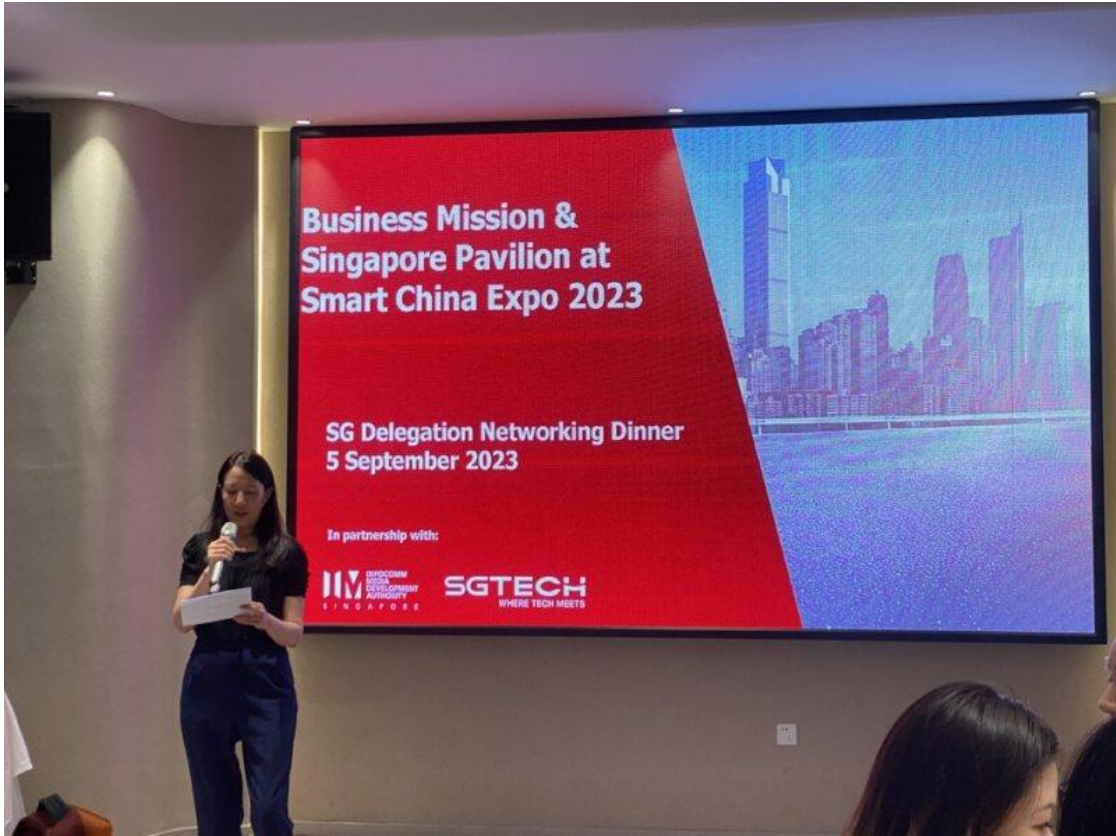 Business Mission &
Singapore Pavilion at
Smart China Expo 2023
SG Delegation Networking Dinner
5 September 2023
In partnership with:
INFOCOMM
MEDIA
DEVELOPMENT
AUTHORITY
SINGAPORE
SGTECH
WHERE TECH MEETS